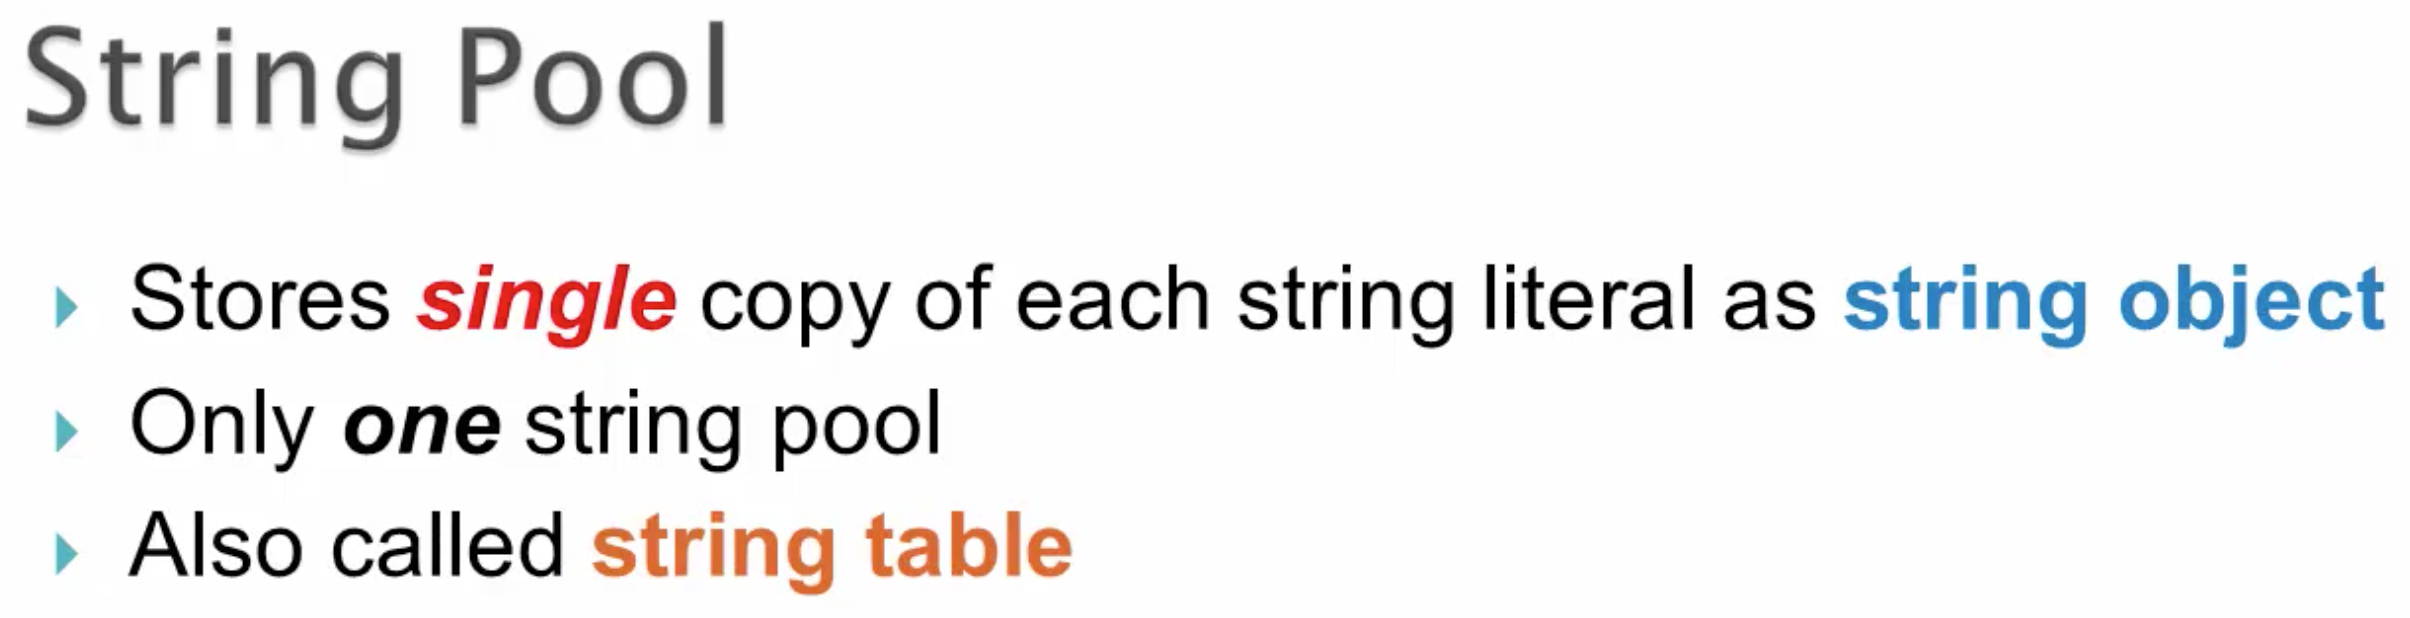 String Pool
Stores single copy of each string literal as string object
Only one string pool
Also called string table